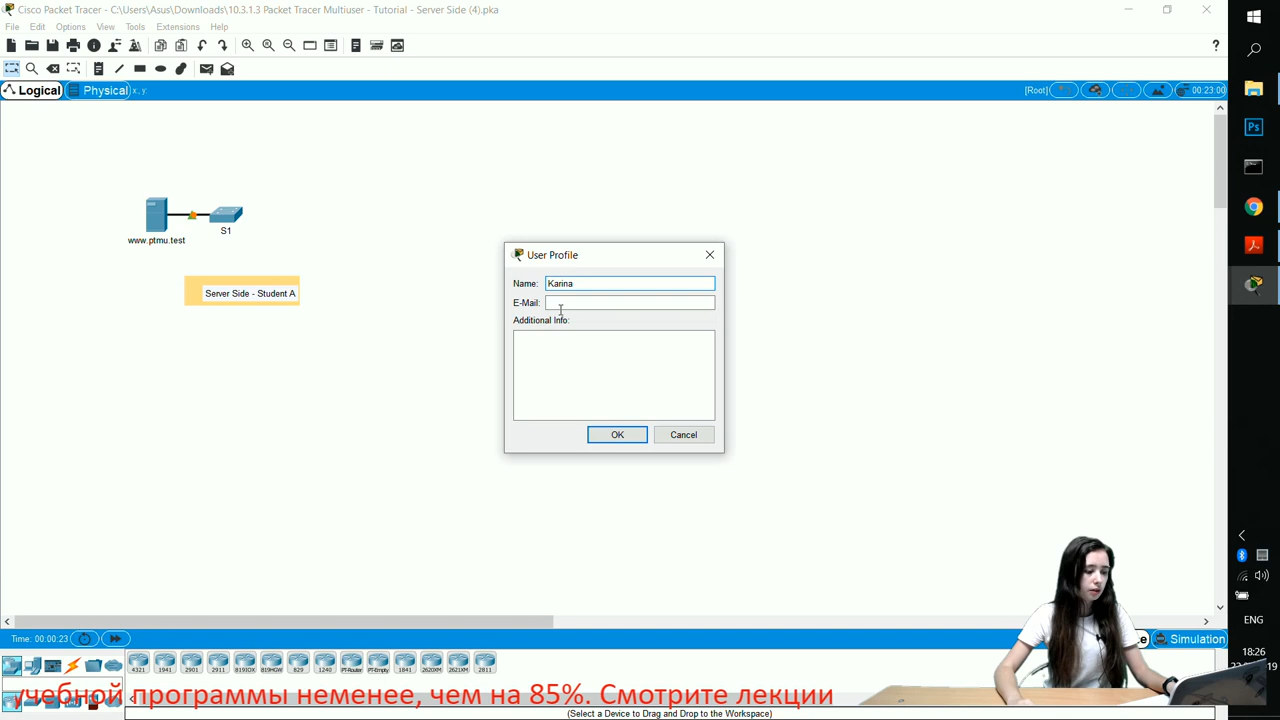 Cisco Packet Tracer - C:\Users\Asus\Downloads\10.3.1.3 Packet Tracer Multiuser - Tutorial - Server Side (4).pka
File Edit Options View Tools Extensions Help
Logical Physical x, y: [Root] 00:23:00
Ps
www.ptmu.test
S1
Server Side - Student A
User Profile
Name: Karina
E-Mail:
Additional Info:
OK Cancel
Time: 00:00:23
Simulation
ENG
18:26
4321 1941 2901 2911 819IOX 819HGW 829 1240 PT-Router PT-Empty 1841 2620XM 2621XM 2811
учебной программы неменее, чем на 85%. Смотрите лекции
(Select a Device to Drag and Drop to the Workspace)